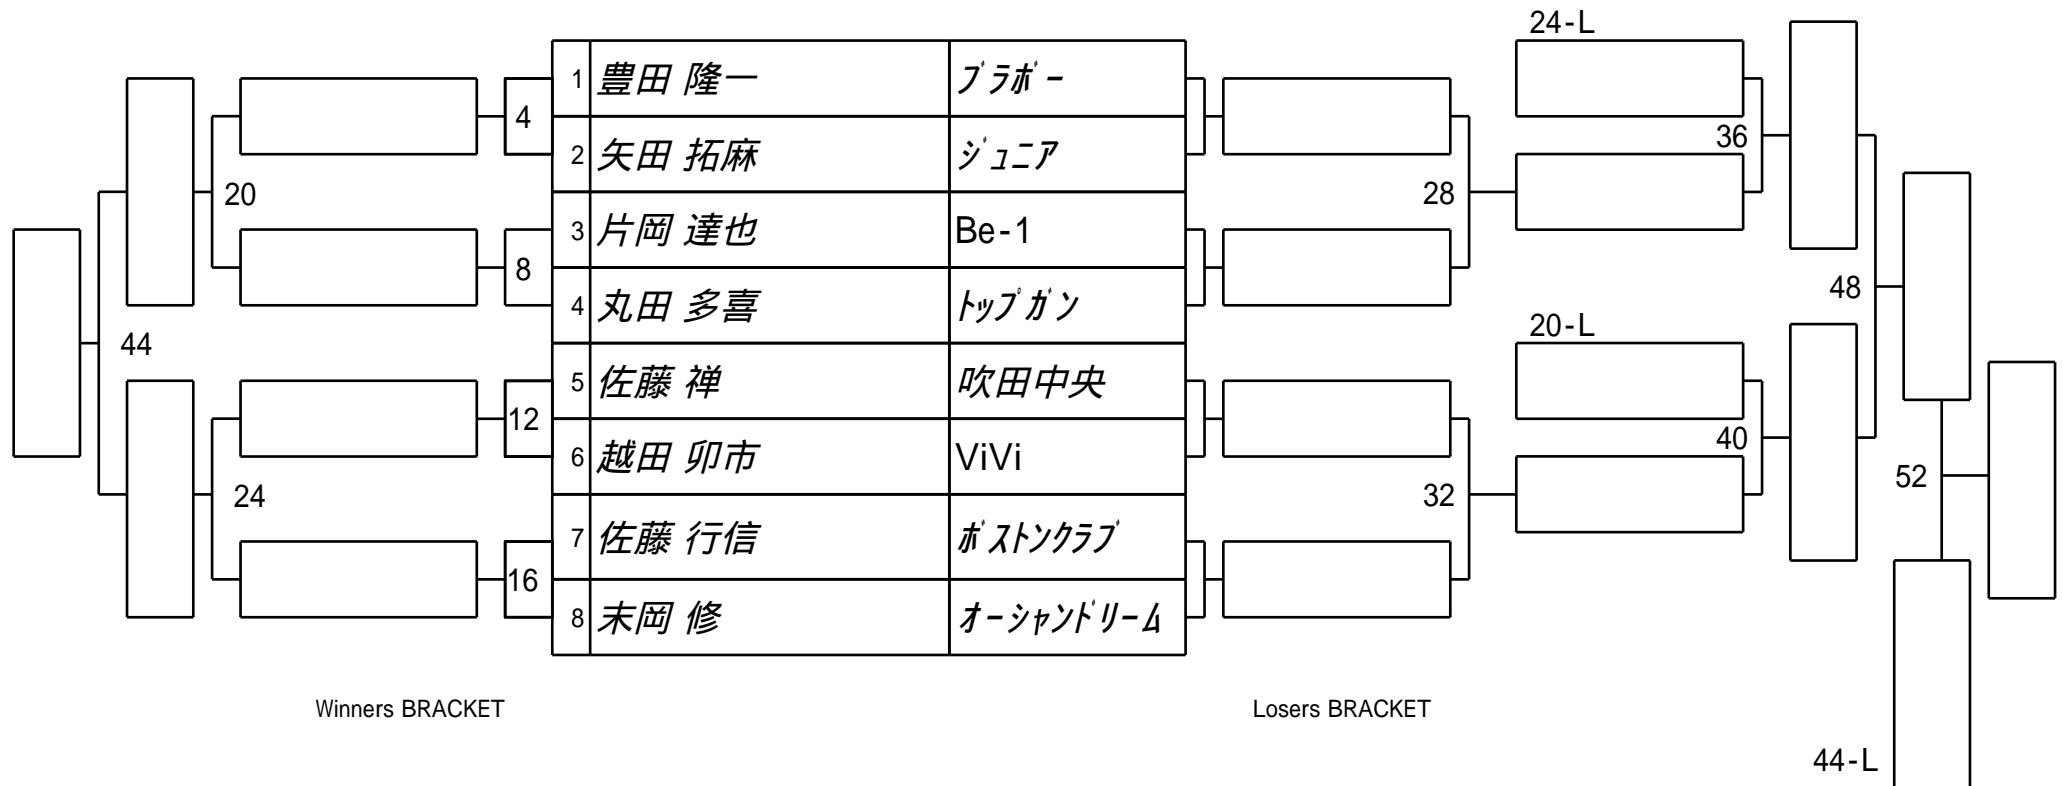 24-L
1 豊田 隆一 ブラボー
4
2 矢田 拓麻 ジュニア
36
20
28
3 片岡 達也 Be-1
8
4 丸田 多喜 トップガン
48
44
20-L
5 佐藤 禅 吹田中央
12
40
6 越田 卯市 ViVi
24
32
52
7 佐藤 行信 ボストンクラブ
16
8 末岡 修 オーシャンドリーム
Winners BRACKET
Losers BRACKET
44-L